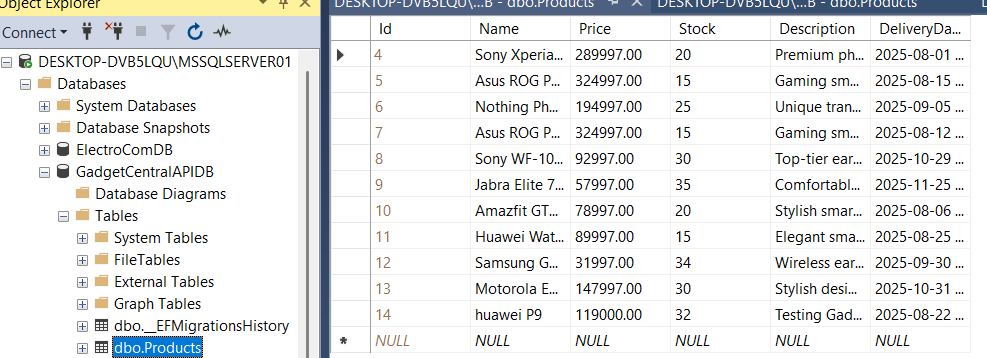 Object Explorer
Connect
DESKTOP-DVB5LQU\MSSQLSERVER01
Databases
System Databases
Database Snapshots
ElectroComDB
GadgetCentralAPIDB
Database Diagrams
Tables
System Tables
FileTables
External Tables
Graph Tables
dbo.__EFMigrationsHistory
dbo.Products
DESKTOP-DVB5LQU\...B - dbo.Products DESKTOP-DVB5LQU\...B - dbo.Products
Id Name Price Stock Description DeliveryDa...
4 Sony Xperia... 289997.00 20 Premium ph... 2025-08-01 ...
5 Asus ROG P... 324997.00 15 Gaming sm... 2025-08-15 ...
6 Nothing Ph... 194997.00 25 Unique tran... 2025-09-05 ...
7 Asus ROG P... 324997.00 15 Gaming sm... 2025-08-12 ...
8 Sony WF-10... 92997.00 30 Top-tier ear... 2025-10-29 ...
9 Jabra Elite 7... 57997.00 35 Comfortabl... 2025-11-25 ...
10 Amazfit GT... 78997.00 20 Stylish smar... 2025-08-06 ...
11 Huawei Wat... 89997.00 15 Elegant sma... 2025-08-25 ...
12 Samsung G... 31997.00 34 Wireless ear... 2025-09-30 ...
13 Motorola E... 147997.00 30 Stylish desi... 2025-10-31 ...
14 huawei P9 119000.00 32 Testing Gad... 2025-08-22 ...
NULL NULL NULL NULL NULL NULL